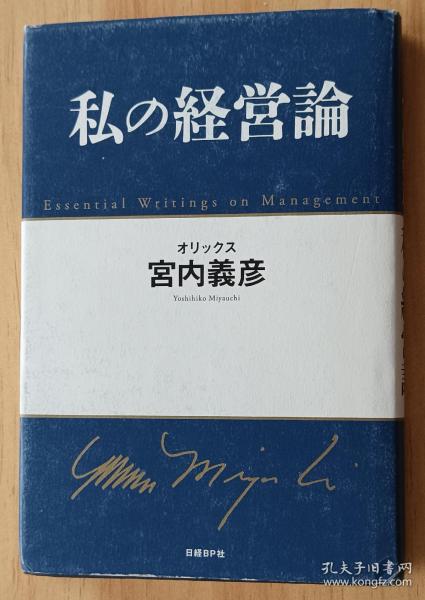 私の経営論
Essential Writings on Management
オリックス
宮内義彦
Yoshihiko Miyauchi
日経BP社
孔夫子旧书网
www.kongfz.com